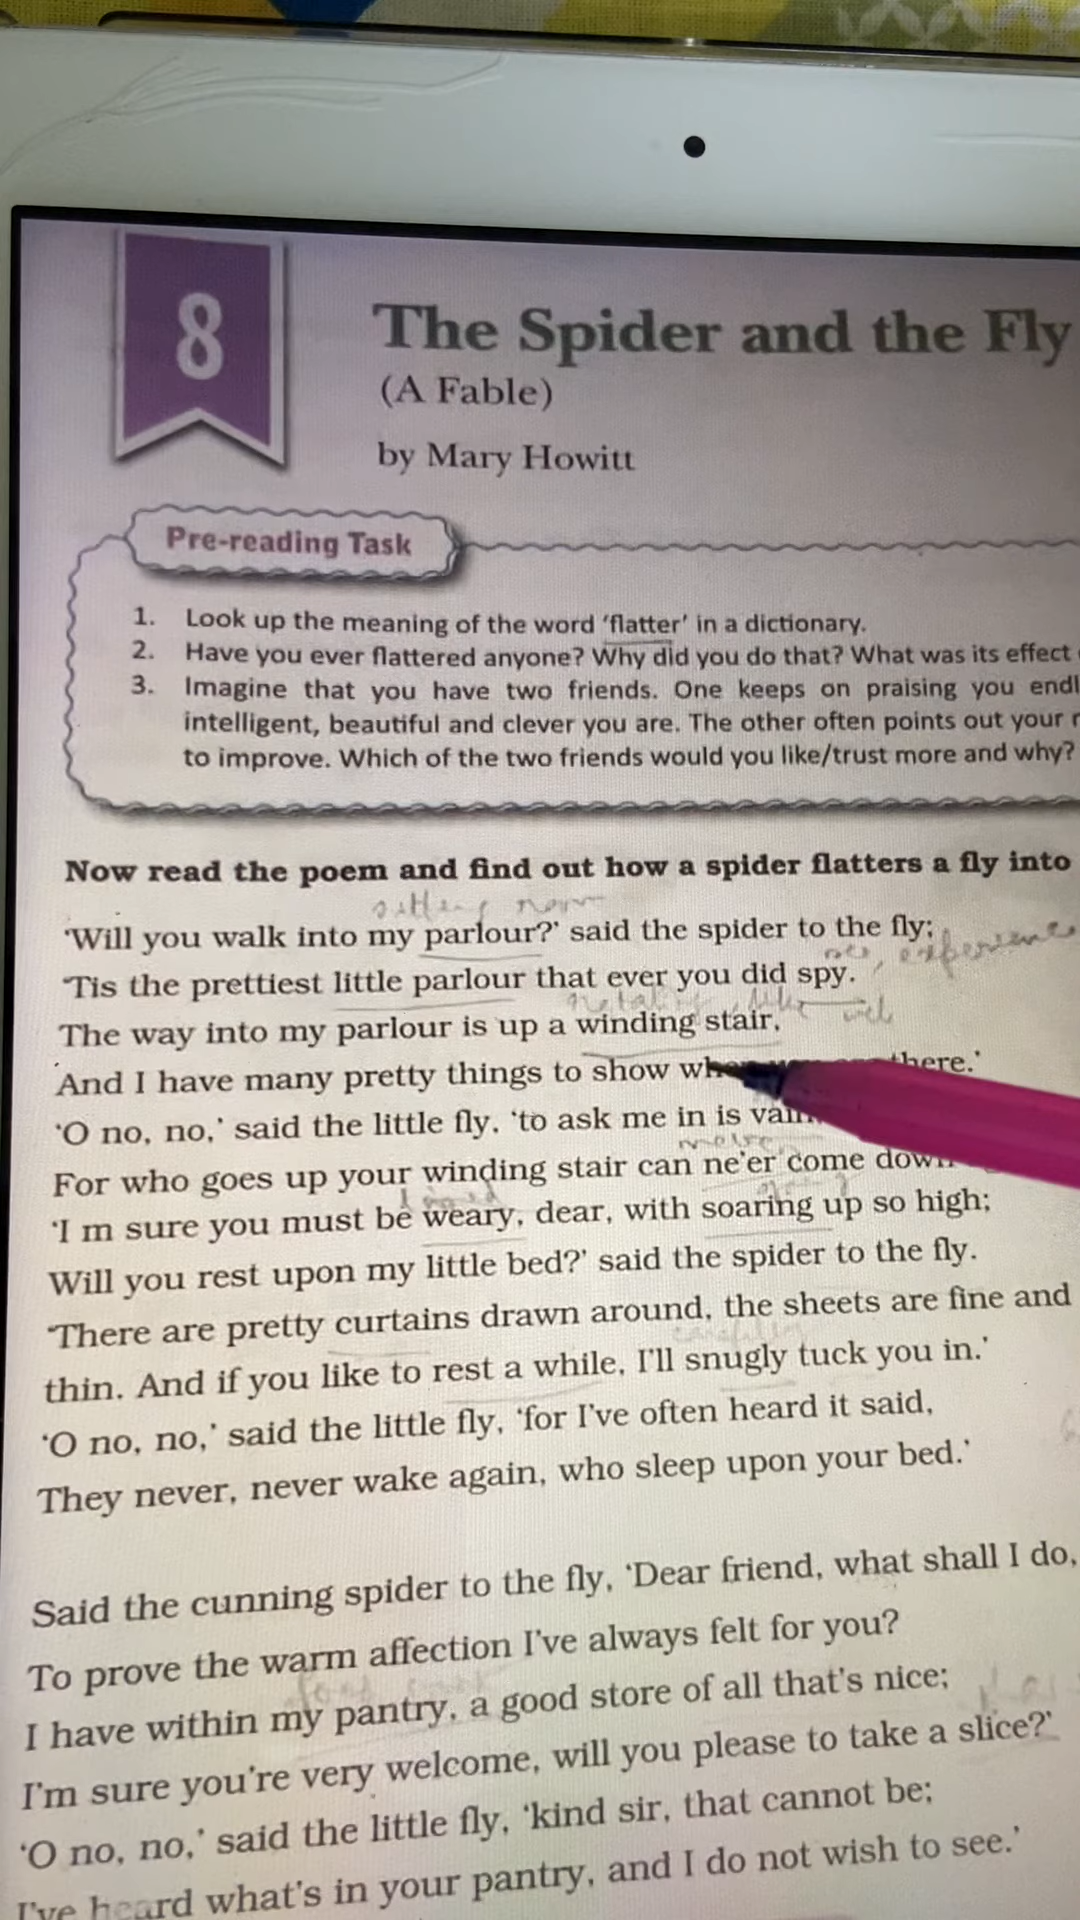 8
The Spider and the Fly
(A Fable)
by Mary Howitt
Pre-reading Task
1. Look up the meaning of the word ‘flatter’ in a dictionary.
2. Have you ever flattered anyone? Why did you do that? What was its effect
3. Imagine that you have two friends. One keeps on praising you
intelligent, beautiful and clever you are. The other often points out your
to improve. Which of the two friends would you like/trust more and why?
Now read the poem and find out how a spider flatters a fly into
‘Will you walk into my parlour?’ said the spider to the fly;
experience
‘Tis the prettiest little parlour that ever you did spy.
The way into my parlour is up a winding stair,
‘And I have many pretty things to show there.’
‘O no, no,’ said the little fly, ‘to ask me in is
For who goes up your winding stair can ne’er come
‘I m sure you must be weary, dear, with soaring up so high;
Will you rest upon my little bed?’ said the spider to the fly.
‘There are pretty curtains drawn around, the sheets are fine and
thin. And if you like to rest a while, I’ll snugly tuck you in.’
‘O no, no,’ said the little fly, ‘for I’ve often heard it said,
They never, never wake again, who sleep upon your bed.’
Said the cunning spider to the fly, ‘Dear friend, what shall I do,
To prove the warm affection I’ve always felt for you?
I have within my pantry, a good store of all that’s nice;
I’m sure you’re very welcome, will you please to take a slice?’
‘O no, no,’ said the little fly, ‘kind sir, that cannot be;
I’ve heard what’s in your pantry, and I do not wish to see.’